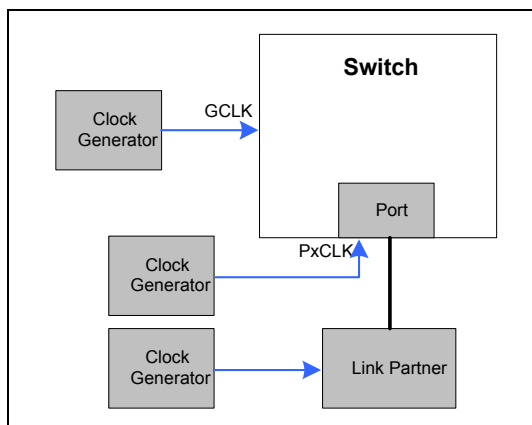 Switch
GCLK
Clock
Generator
Port
PxCLK
Clock
Generator
Clock
Generator
Link Partner